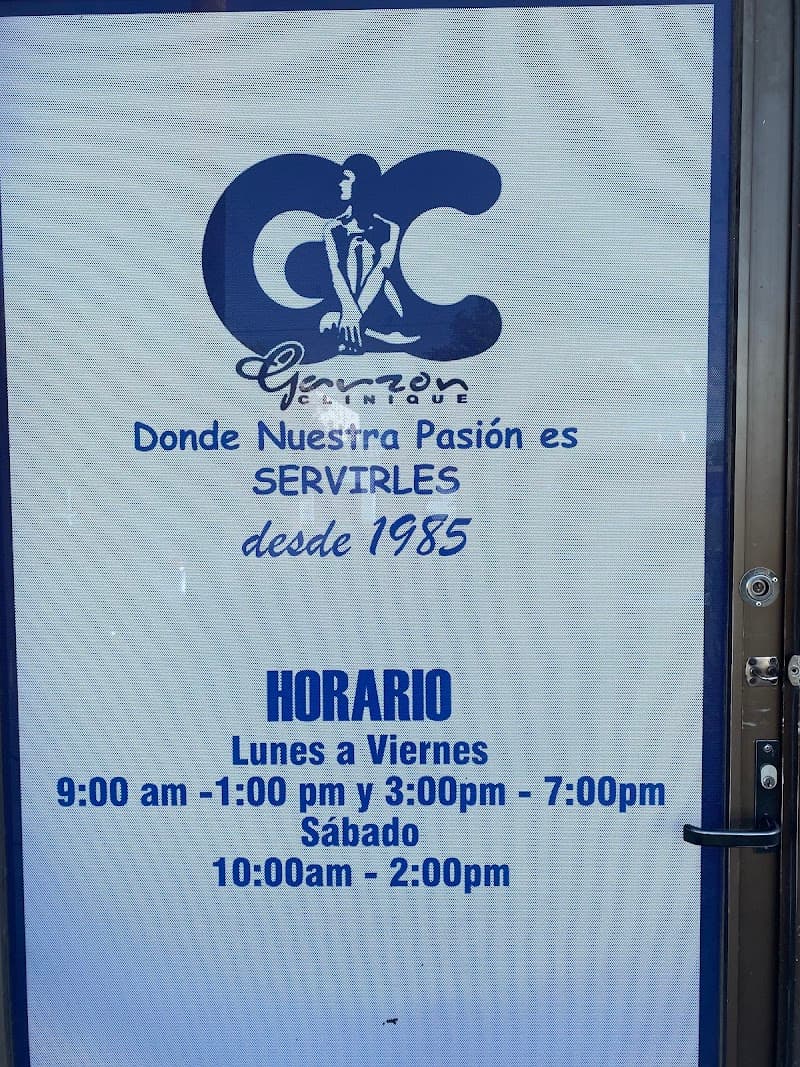 GC
Garzon
CLINIQUE
Donde Nuestra Pasión es
SERVIRLES
desde 1985
HORARIO
Lunes a Viernes
9:00 am -1:00 pm y 3:00pm - 7:00pm
Sábado
10:00am - 2:00pm